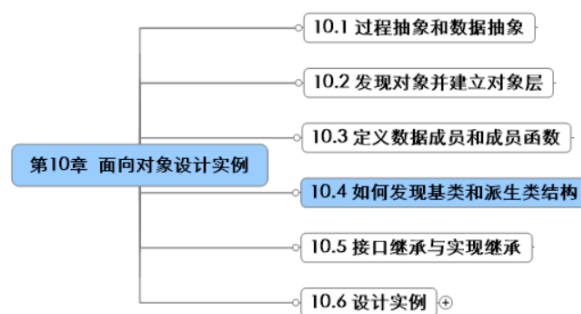 10.1 过程抽象和数据抽象
10.2 发现对象并建立对象层
10.3 定义数据成员和成员函数
第10章 面向对象设计实例
10.4 如何发现基类和派生类结构
10.5 接口继承与实现继承
10.6 设计实例